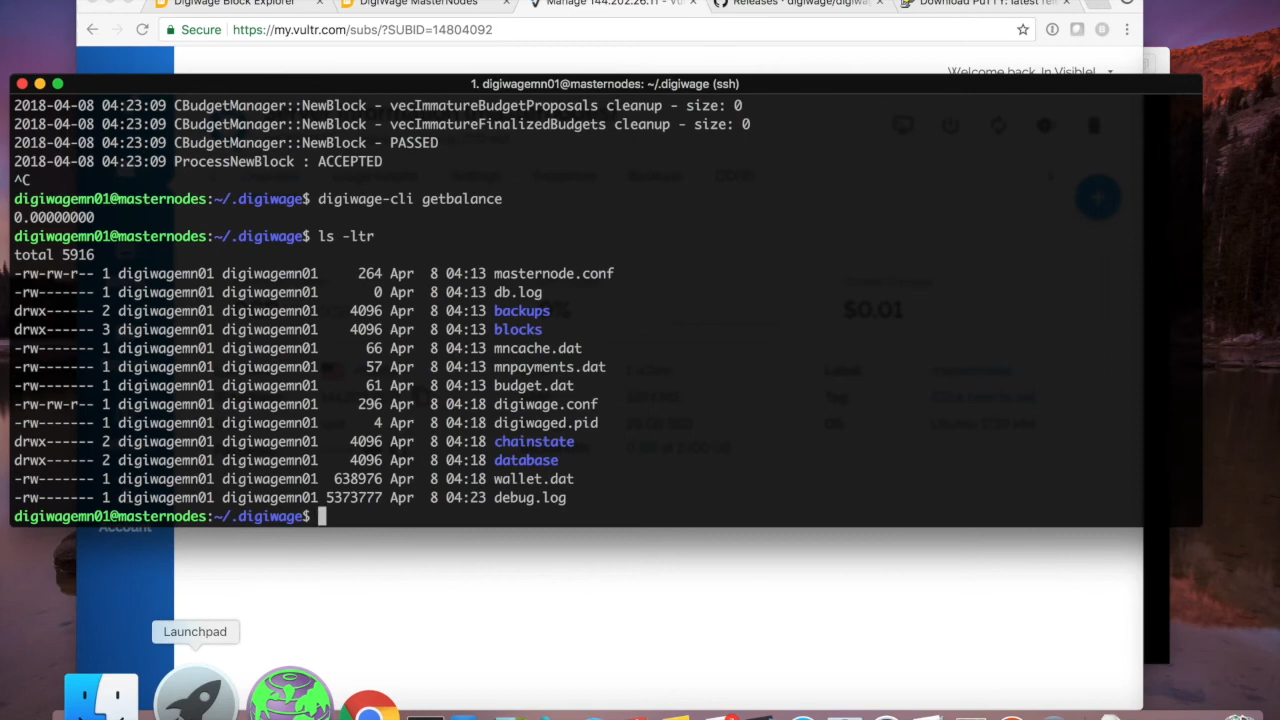 Digiwage Block Explorer
DigiWage MasterNodes
Manage 144.202.26.11 - Vu
Releases · digiwage/digiwa
Download PuTTY: latest rele
Secure https://my.vultr.com/subs/?SUBID=14804092
Welcome back, In Visible!
1. digiwagemn01@masternodes: ~/.digiwage (ssh)
2018-04-08 04:23:09 CBudgetManager::NewBlock - vecImmatureBudgetProposals cleanup - size: 0
2018-04-08 04:23:09 CBudgetManager::NewBlock - vecImmatureFinalizedBudgets cleanup - size: 0
2018-04-08 04:23:09 CBudgetManager::NewBlock - PASSED
2018-04-08 04:23:09 ProcessNewBlock : ACCEPTED
^C
digiwagemn01@masternodes:~/.digiwage$ digiwage-cli getbalance
0.00000000
digiwagemn01@masternodes:~/.digiwage$ ls -ltr
total 5916
-rw-rw-r-- 1 digiwagemn01 digiwagemn01 264 Apr 8 04:13 masternode.conf
-rw------- 1 digiwagemn01 digiwagemn01 0 Apr 8 04:13 db.log
drwx------ 2 digiwagemn01 digiwagemn01 4096 Apr 8 04:13 backups
drwx------ 3 digiwagemn01 digiwagemn01 4096 Apr 8 04:13 blocks
-rw------- 1 digiwagemn01 digiwagemn01 66 Apr 8 04:13 mncache.dat
-rw------- 1 digiwagemn01 digiwagemn01 57 Apr 8 04:13 mnpayments.dat
-rw------- 1 digiwagemn01 digiwagemn01 61 Apr 8 04:13 budget.dat
-rw-rw-r-- 1 digiwagemn01 digiwagemn01 296 Apr 8 04:18 digiwage.conf
-rw------- 1 digiwagemn01 digiwagemn01 4 Apr 8 04:18 digiwaged.pid
drwx------ 2 digiwagemn01 digiwagemn01 4096 Apr 8 04:18 chainstate
drwx------ 2 digiwagemn01 digiwagemn01 4096 Apr 8 04:18 database
-rw------- 1 digiwagemn01 digiwagemn01 638976 Apr 8 04:18 wallet.dat
-rw------- 1 digiwagemn01 digiwagemn01 5373777 Apr 8 04:23 debug.log
digiwagemn01@masternodes:~/.digiwage$
$0.01
Account
Launchpad